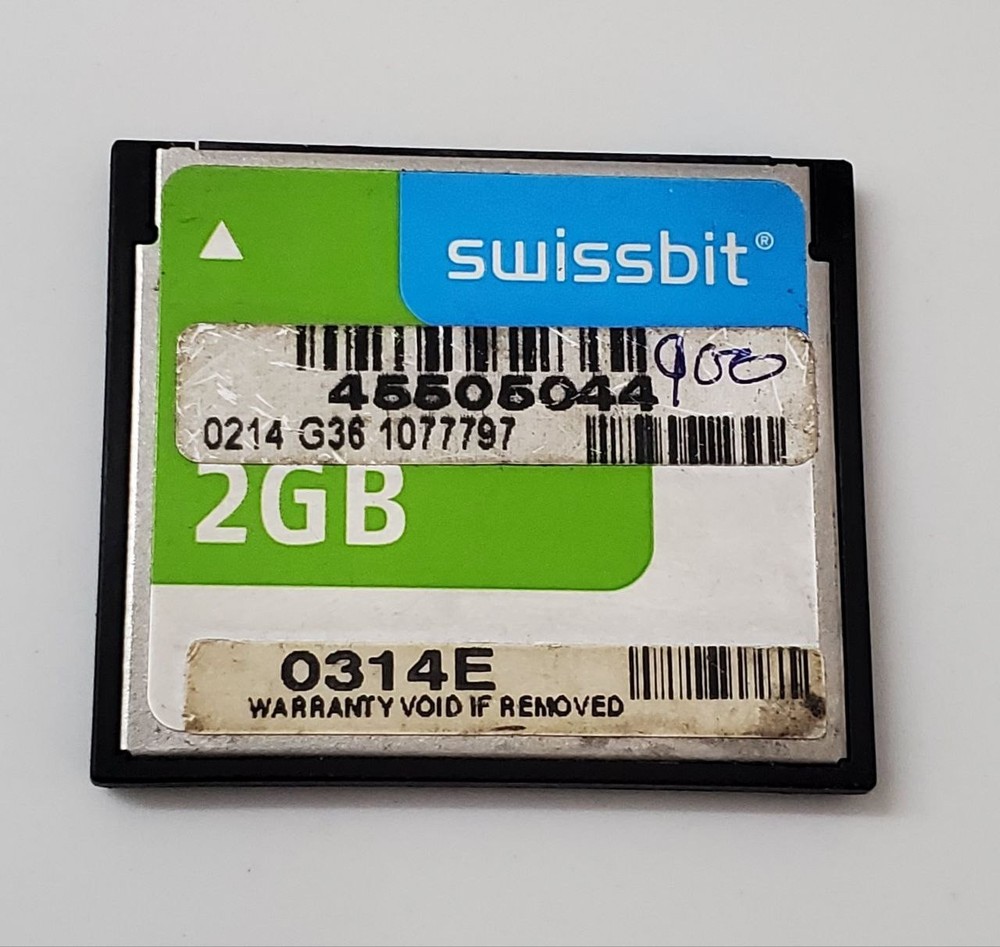 swissbit®
45505044 900
0214 G36 1077797
2GB
0314E
WARRANTY VOID IF REMOVED